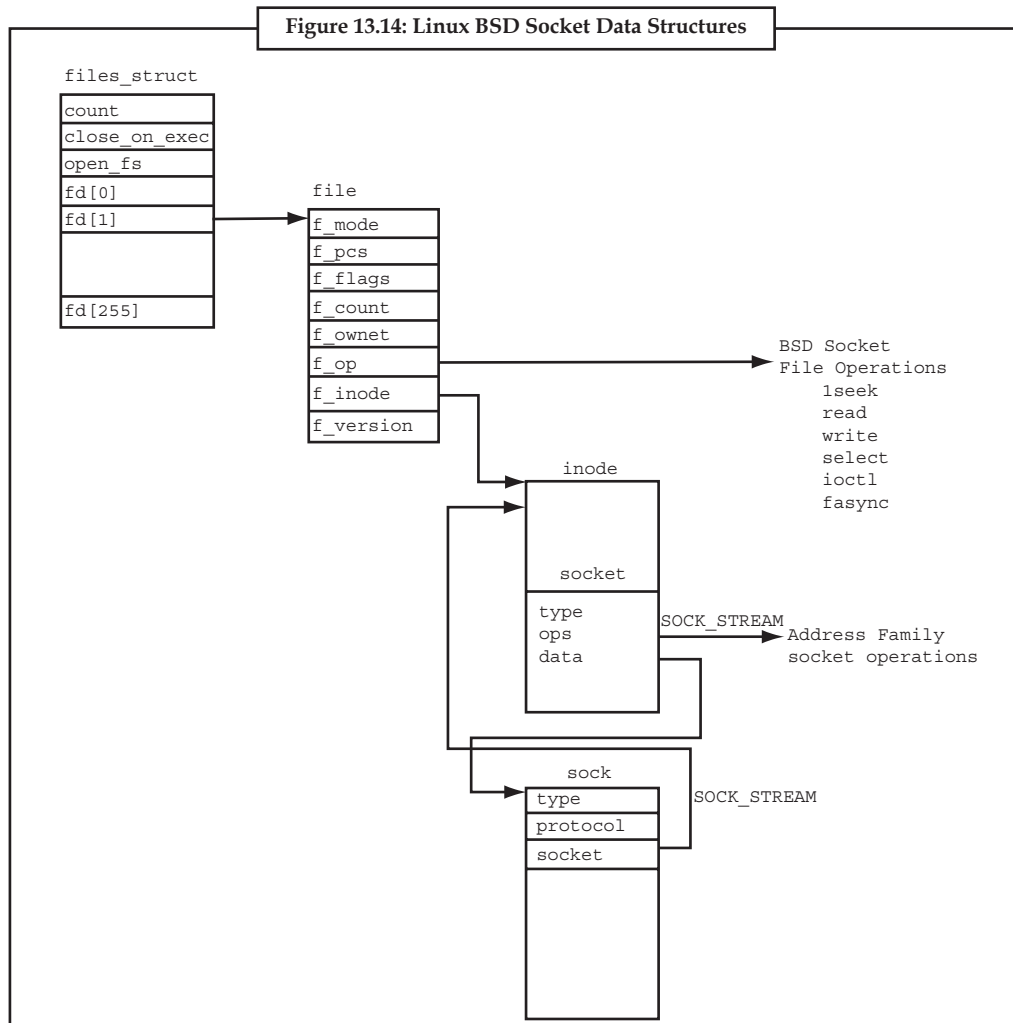 Figure 13.14: Linux BSD Socket Data Structures
files_struct
count
close_on_exec
open_fs
fd[0]
fd[1]
fd[255]
file
f_mode
f_pcs
f_flags
f_count
f_ownet
f_op
f_inode
f_version
BSD Socket
File Operations
1seek
read
write
select
ioctl
fasync
inode
socket
type
ops
data
SOCK_STREAM
Address Family
socket operations
sock
type
protocol
socket
SOCK_STREAM